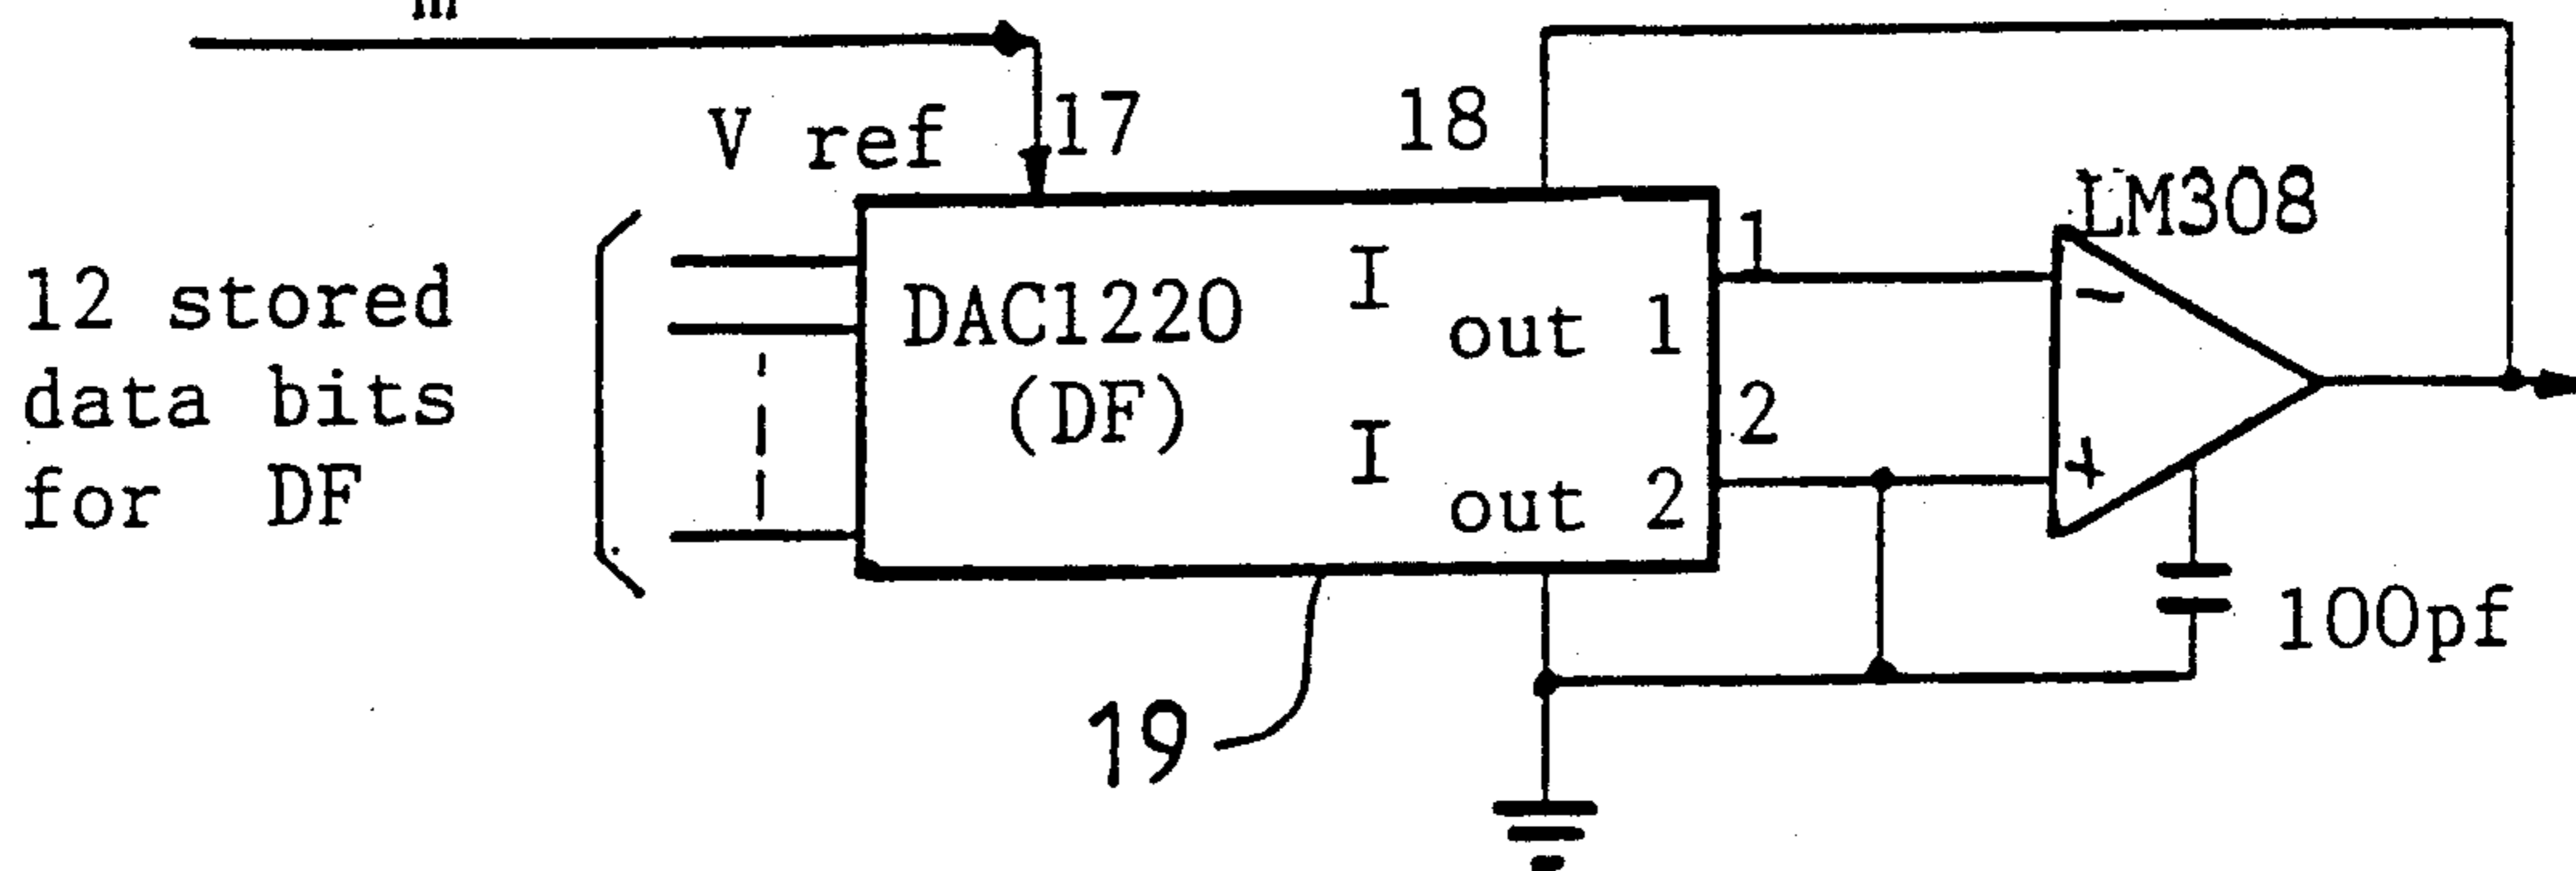 m
V ref
17
18
LM308
12 stored
data bits
for DF
DAC1220
(DF)
I out 1
1
I out 2
2
-
+
100pf
19